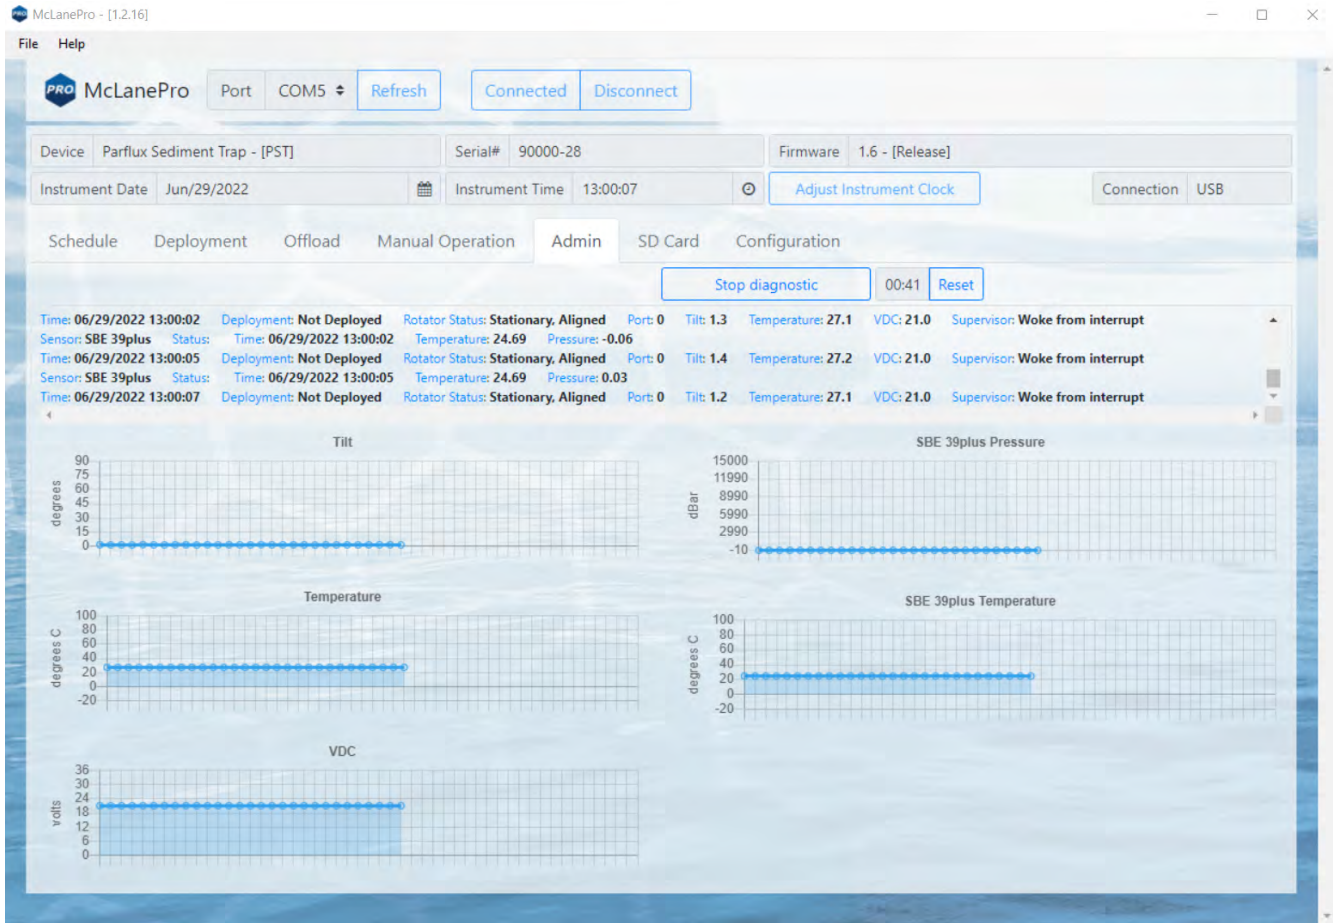 McLanePro - [1.2.16]
File Help
PRO McLanePro Port COM5 Refresh Connected Disconnect
Device Parflux Sediment Trap - [PST] Serial# 90000-28 Firmware 1.6 - [Release]
Instrument Date Jun/29/2022 Instrument Time 13:00:07 Adjust Instrument Clock Connection USB
Schedule Deployment Offload Manual Operation Admin SD Card Configuration
Stop diagnostic 00:41 Reset
Time: 06/29/2022 13:00:02 Deployment: Not Deployed Rotator Status: Stationary, Aligned Port: 0 Tilt: 1.3 Temperature: 27.1 VDC: 21.0 Supervisor: Woke from interrupt
Sensor: SBE 39plus Status: Time: 06/29/2022 13:00:02 Temperature: 24.69 Pressure: -0.06
Time: 06/29/2022 13:00:05 Deployment: Not Deployed Rotator Status: Stationary, Aligned Port: 0 Tilt: 1.4 Temperature: 27.2 VDC: 21.0 Supervisor: Woke from interrupt
Sensor: SBE 39plus Status: Time: 06/29/2022 13:00:05 Temperature: 24.69 Pressure: 0.03
Time: 06/29/2022 13:00:07 Deployment: Not Deployed Rotator Status: Stationary, Aligned Port: 0 Tilt: 1.2 Temperature: 27.1 VDC: 21.0 Supervisor: Woke from interrupt
Tilt
degrees
90
75
60
45
30
15
0
SBE 39plus Pressure
dBar
15000
11990
8990
5990
2990
-10
Temperature
degrees C
100
80
60
40
20
0
-20
SBE 39plus Temperature
degrees C
100
80
60
40
20
0
-20
VDC
volts
36
30
24
18
12
6
0